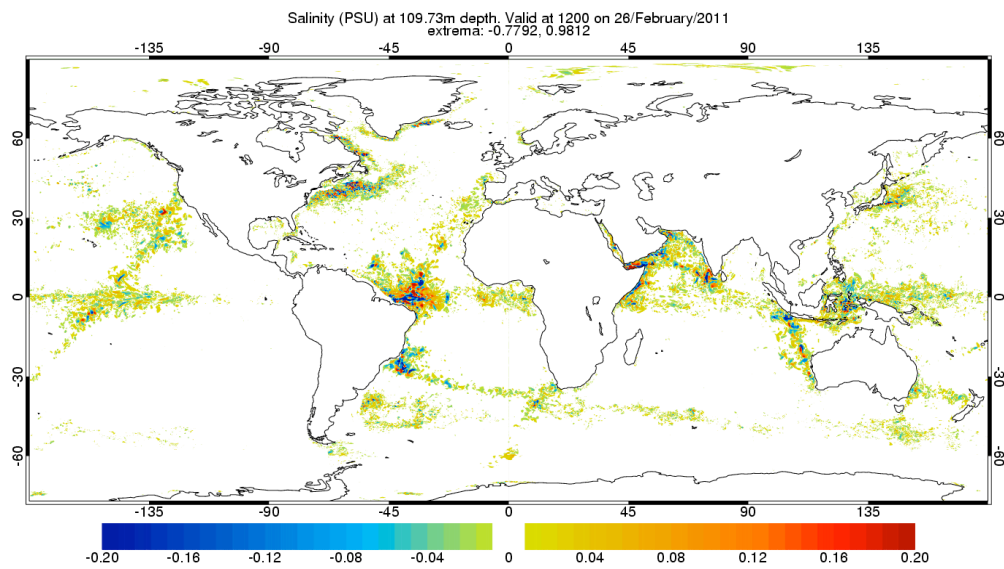 Salinity (PSU) at 109.73m depth. Valid at 1200 on 26/February/2011
extrema: -0.7792, 0.9812
-135 -90 -45 0 45 90 135
60 60
30 30
0 0
-30 -30
-60 -60
-135 -90 -45 0 45 90 135
-0.20 -0.16 -0.12 -0.08 -0.04 0 0.04 0.08 0.12 0.16 0.20